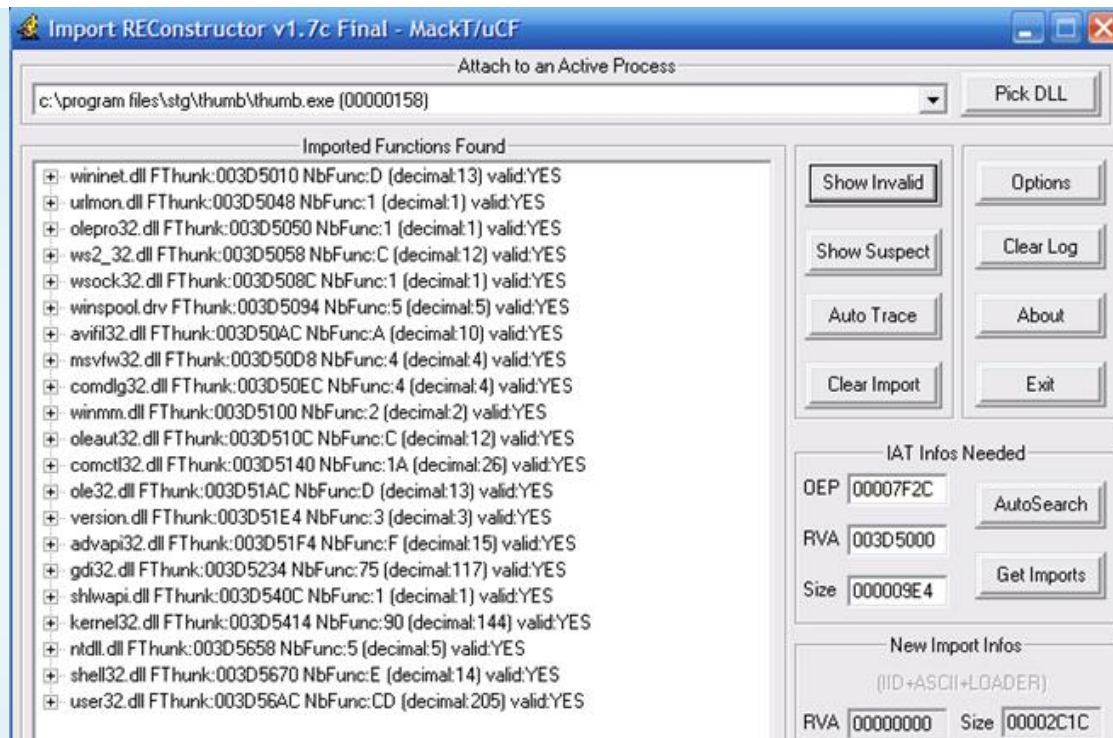 Import REConstructor v1.7c Final - MackT/uCF
Attach to an Active Process
c:\program files\stg\thumb\thumb.exe (00000158)
Pick DLL
Imported Functions Found
wininet.dll FThunk:003D5010 NbFunc:D (decimal:13) valid:YES
urlmon.dll FThunk:003D5048 NbFunc:1 (decimal:1) valid:YES
olepro32.dll FThunk:003D5050 NbFunc:1 (decimal:1) valid:YES
ws2_32.dll FThunk:003D5058 NbFunc:C (decimal:12) valid:YES
wsock32.dll FThunk:003D508C NbFunc:1 (decimal:1) valid:YES
winspool.drv FThunk:003D5094 NbFunc:5 (decimal:5) valid:YES
avifil32.dll FThunk:003D50AC NbFunc:A (decimal:10) valid:YES
msvfw32.dll FThunk:003D50D8 NbFunc:4 (decimal:4) valid:YES
comdlg32.dll FThunk:003D50EC NbFunc:4 (decimal:4) valid:YES
winmm.dll FThunk:003D5100 NbFunc:2 (decimal:2) valid:YES
oleaut32.dll FThunk:003D510C NbFunc:C (decimal:12) valid:YES
comctl32.dll FThunk:003D5140 NbFunc:1A (decimal:26) valid:YES
ole32.dll FThunk:003D51AC NbFunc:D (decimal:13) valid:YES
version.dll FThunk:003D51E4 NbFunc:3 (decimal:3) valid:YES
advapi32.dll FThunk:003D51F4 NbFunc:F (decimal:15) valid:YES
gdi32.dll FThunk:003D5234 NbFunc:75 (decimal:117) valid:YES
shlwapi.dll FThunk:003D540C NbFunc:1 (decimal:1) valid:YES
kernel32.dll FThunk:003D5414 NbFunc:90 (decimal:144) valid:YES
ntdll.dll FThunk:003D5658 NbFunc:5 (decimal:5) valid:YES
shell32.dll FThunk:003D5670 NbFunc:E (decimal:14) valid:YES
user32.dll FThunk:003D56AC NbFunc:CD (decimal:205) valid:YES
Show Invalid
Options
Show Suspect
Clear Log
Auto Trace
About
Clear Import
Exit
IAT Infos Needed
OEP 00007F2C
AutoSearch
RVA 003D5000
Size 000009E4
Get Imports
New Import Infos
(IID+ASCII+LOADER)
RVA 00000000 Size 00002C1C